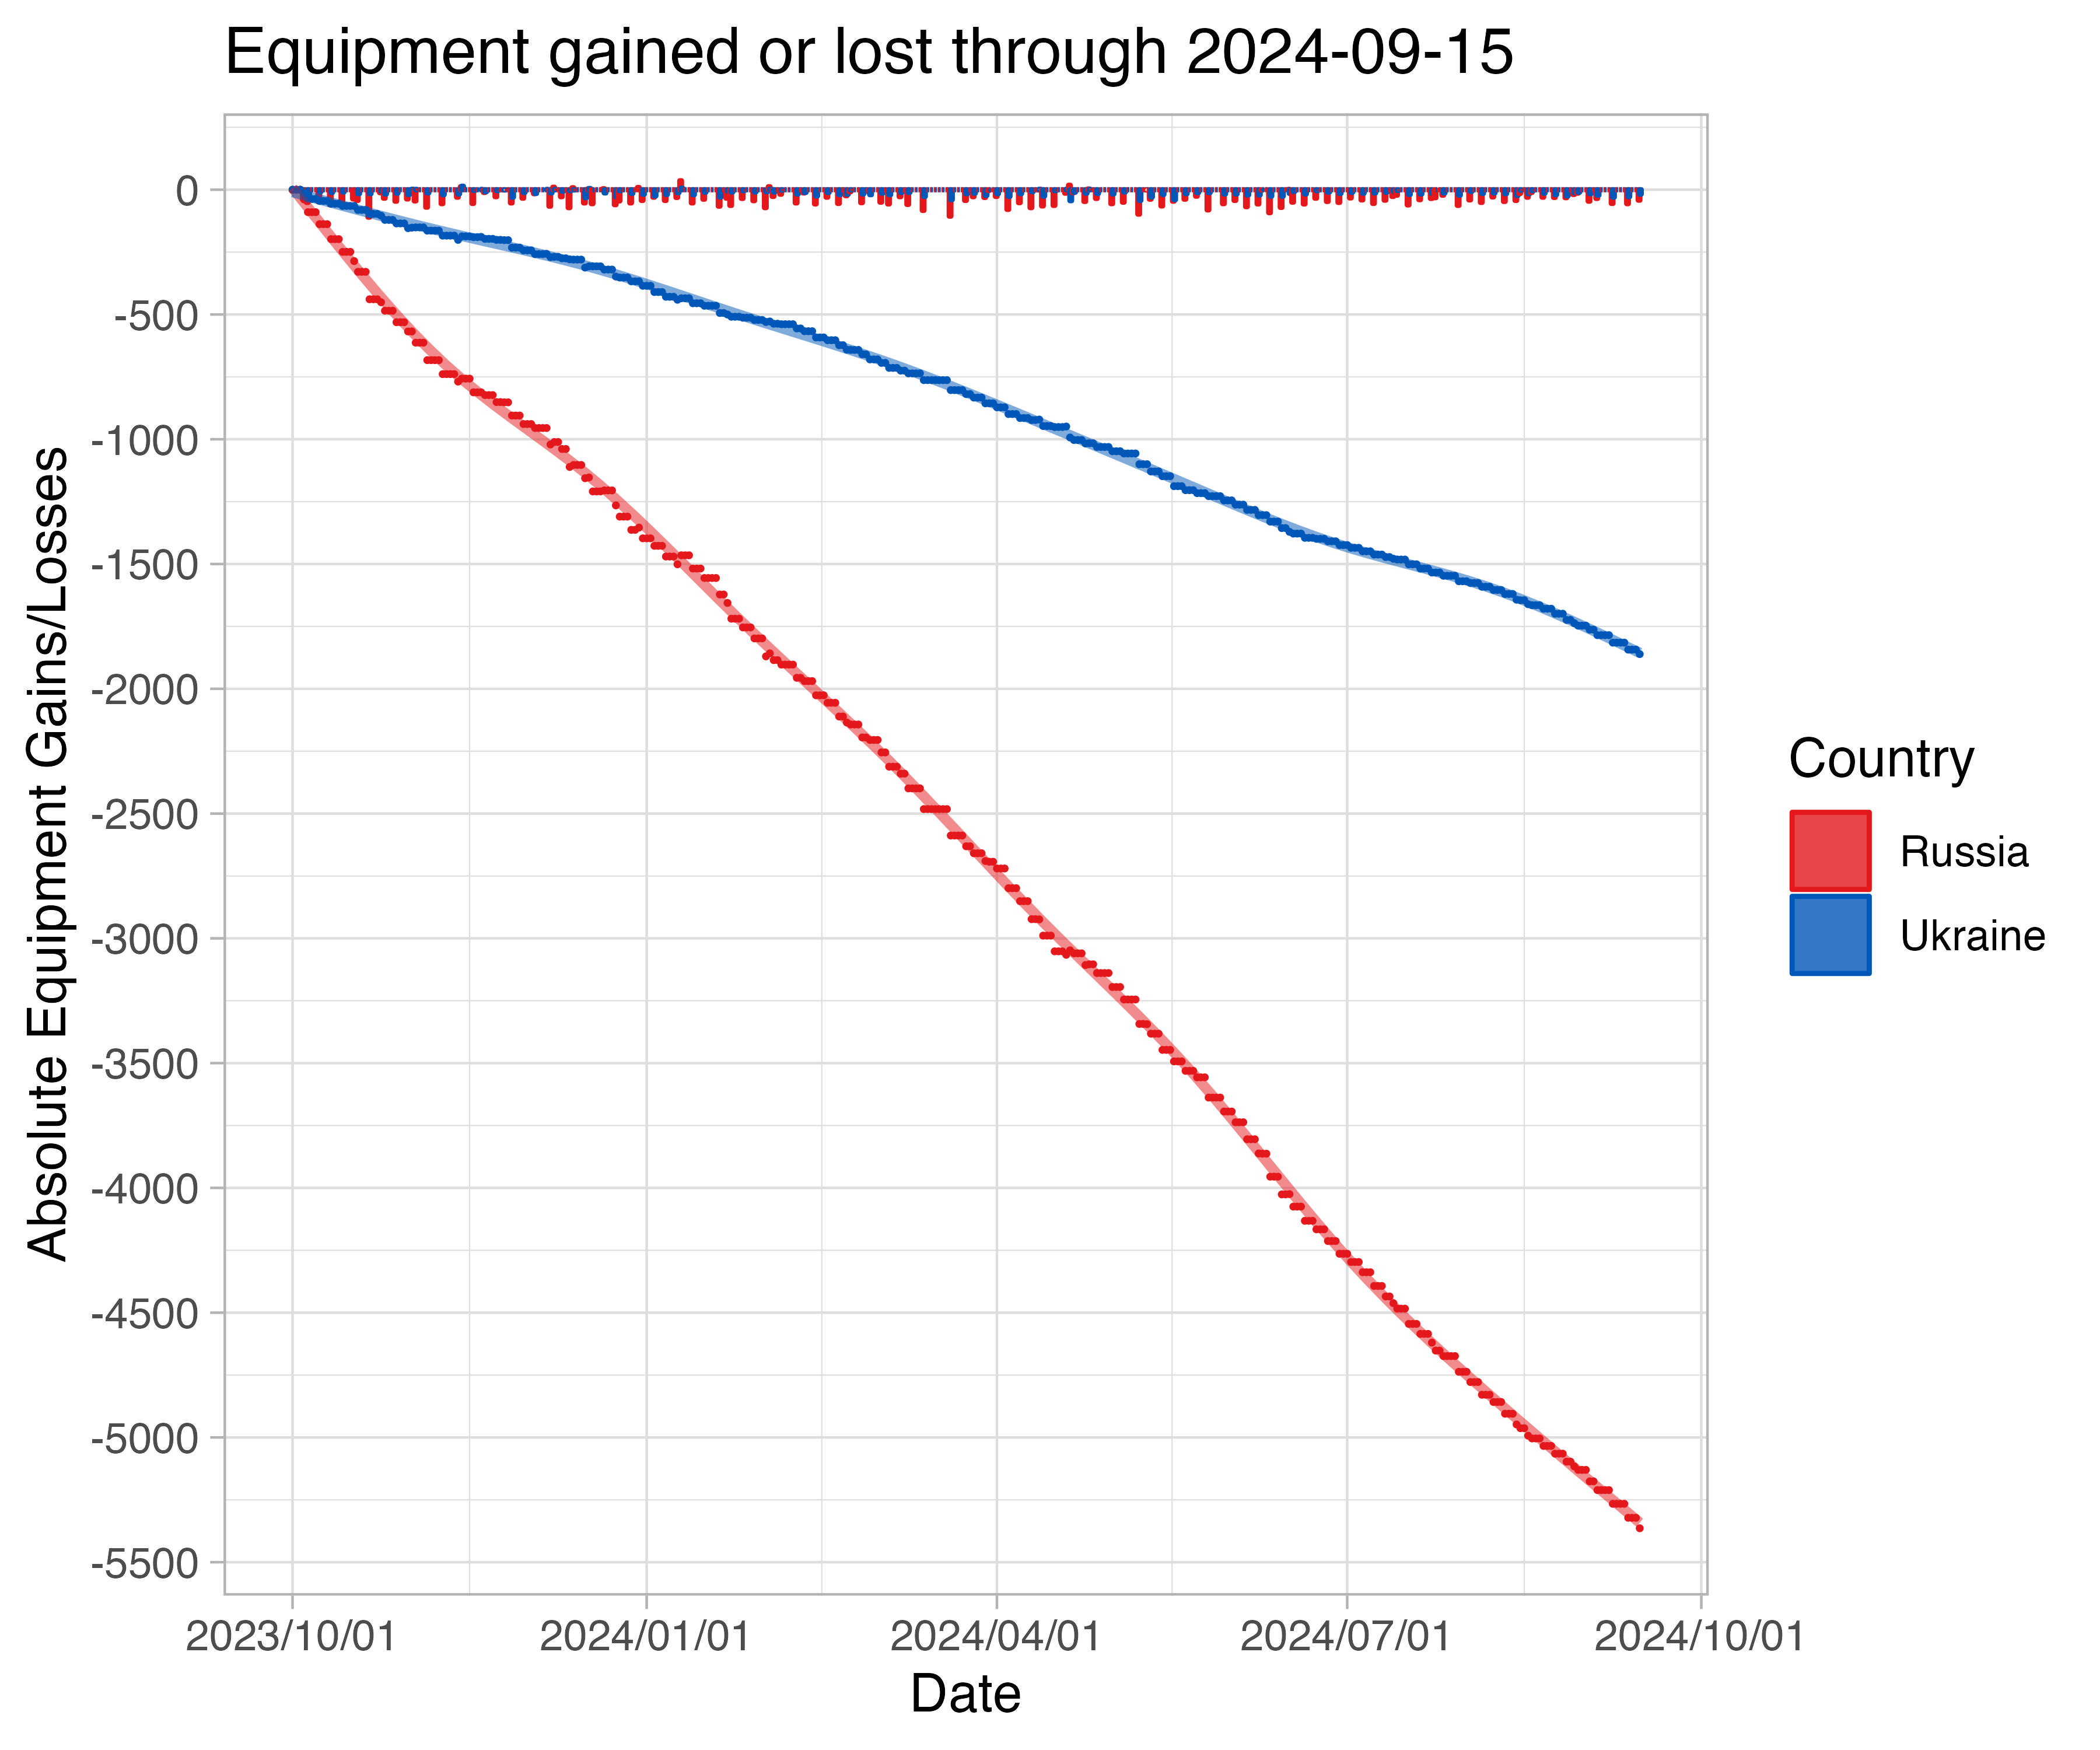 Equipment gained or lost through 2024-09-15
Absolute Equipment Gains/Losses
0
-500
-1000
-1500
-2000
-2500
-3000
-3500
-4000
-4500
-5000
-5500
2023/10/01 2024/01/01 2024/04/01 2024/07/01 2024/10/01
Date
Country
Russia
Ukraine